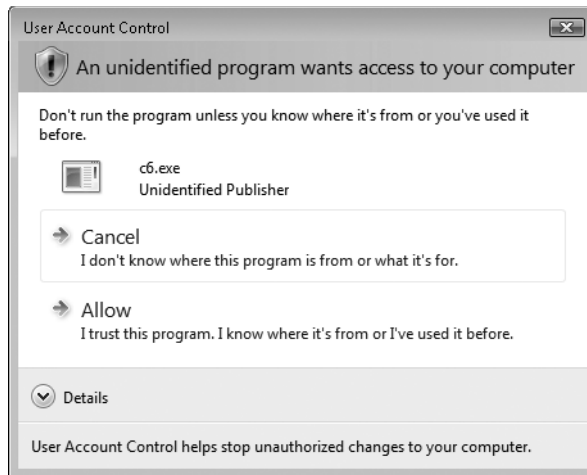 User Account Control
An unidentified program wants access to your computer
Don't run the program unless you know where it's from or you've used it
before.
c6.exe
Unidentified Publisher
Cancel
I don't know where this program is from or what it's for.
Allow
I trust this program. I know where it's from or I've used it before.
Details
User Account Control helps stop unauthorized changes to your computer.